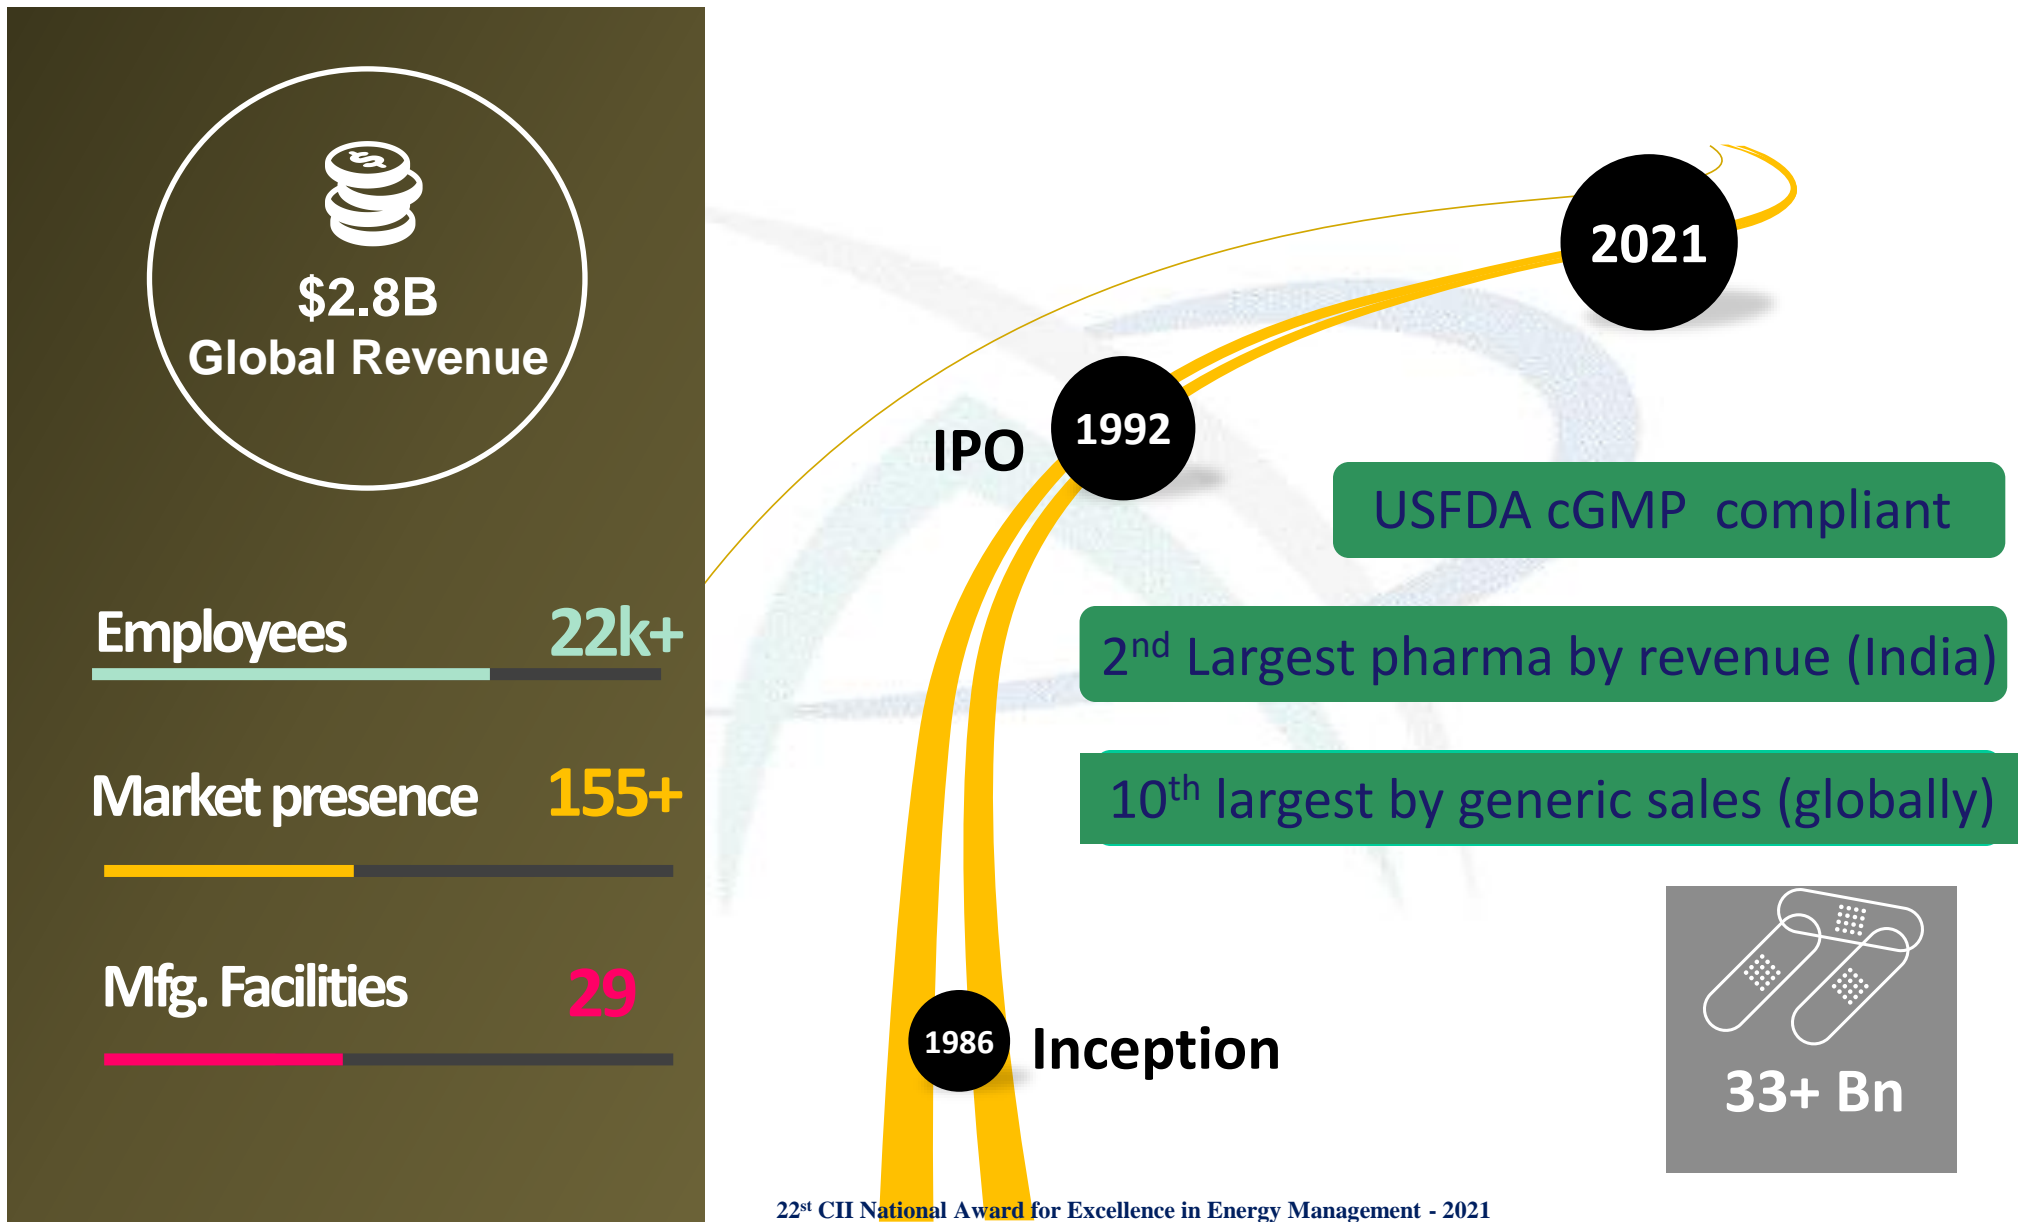 $2.8B
Global Revenue
Employees 22k+
Market presence 155+
Mfg. Facilities 29
2021
1992
IPO
USFDA cGMP compliant
2nd Largest pharma by revenue (India)
10th largest by generic sales (globally)
1986
Inception
33+ Bn
22st CII National Award for Excellence in Energy Management - 2021